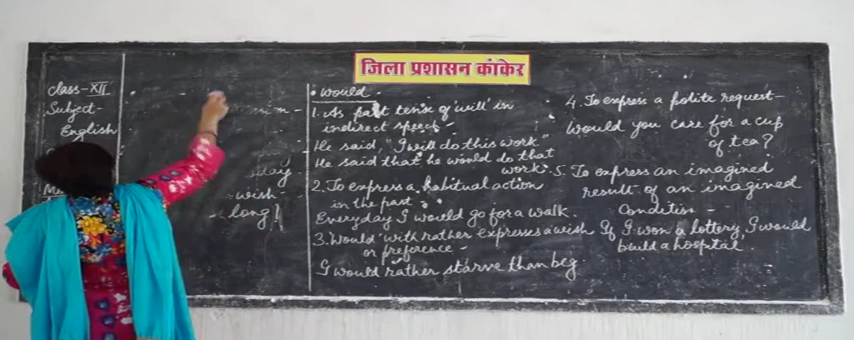 जिला प्रशासन कांकेर
Class-XII
Subject-
English
day -
wish -
long!
• Would -
1. As past tense of 'will' in
indirect speech -
He said, "I will do this work"
He said that he would do that
work.
2. To express a habitual action
in the past -
Everyday I would go for a walk.
3. 'Would' with rather expresses a wish
or preference -
I would rather starve than beg
4. To express a polite request-
Would you care for a cup
of tea?
5. To express an imagined
result of an imagined
Condition -
If I won a lottery, I would
build a hospital